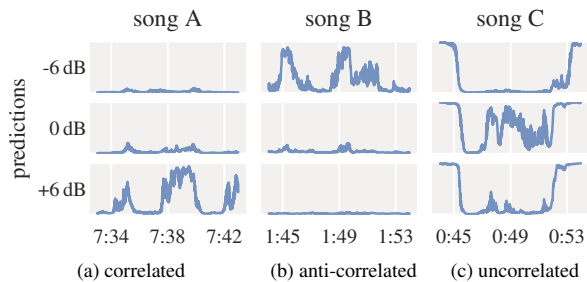 song A song B song C
-6 dB
0 dB
+6 dB
predictions
7:34 7:38 7:42 1:45 1:49 1:53 0:45 0:49 0:53
(a) correlated (b) anti-correlated (c) uncorrelated